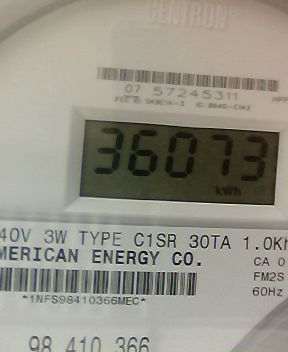 CENTRON
07 57245311
36073
kWh
40V 3W TYPE C1SR 30TA 1.0Kh
MERICAN ENERGY CO.
CA 0
FM2S
*1NFS98410366MEC*
60Hz
98 410 366